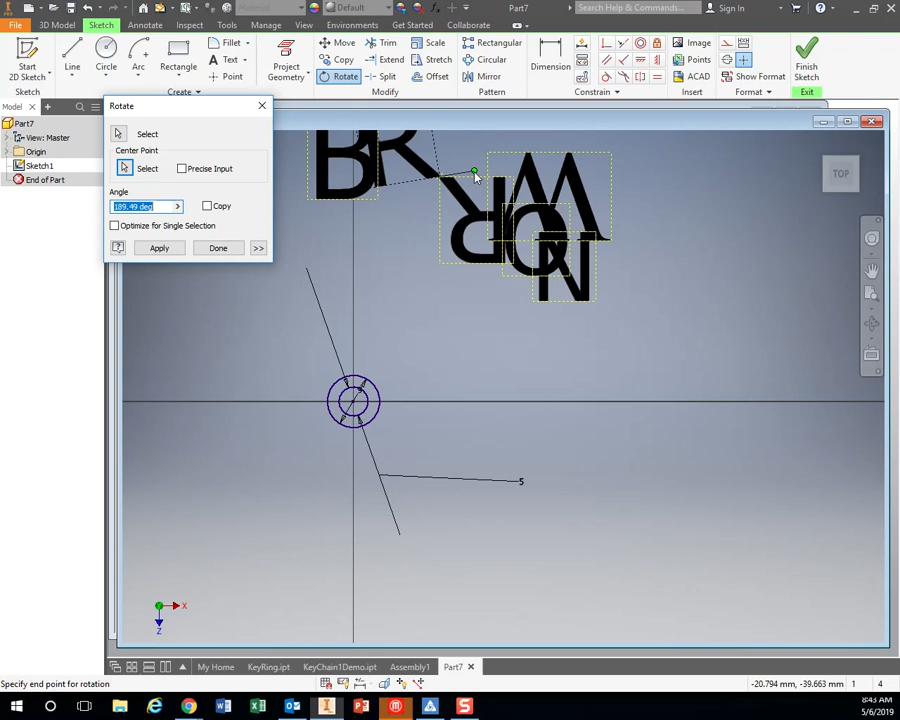 PRO
Material
Default
Part7
Search Help & Commands...
Sign In
File 3D Model Sketch Annotate Inspect Tools Manage View Environments Get Started Collaborate
Start
2D Sketch
Line Circle Arc Rectangle
Fillet
Text
Point
Project
Geometry
Move Trim Scale
Copy Extend Stretch
Rotate Split Offset
Rectangular
Circular
Mirror
Dimension
Image
Points
ACAD
Show Format
Finish
Sketch
Sketch Create Modify Pattern Constrain Insert Format Exit
Model
Part7
View: Master
Origin
Sketch1
End of Part
Rotate
Select
Center Point
Select Precise Input
Angle
189.49 deg Copy
Optimize for Single Selection
Apply Done >>
B R R O W N
TOP
5
X
Z
My Home KeyRing.ipt KeyChain1Demo.ipt Assembly1 Part7
Specify end point for rotation
-20.794 mm, -39.663 mm 1 4
8:43 AM
5/6/2019